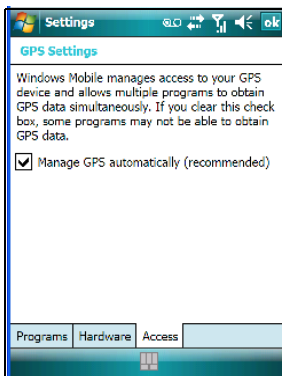 Settings ok
GPS Settings
Windows Mobile manages access to your GPS
device and allows multiple programs to obtain
GPS data simultaneously. If you clear this check
box, some programs may not be able to obtain
GPS data.
Manage GPS automatically (recommended)
Programs Hardware Access